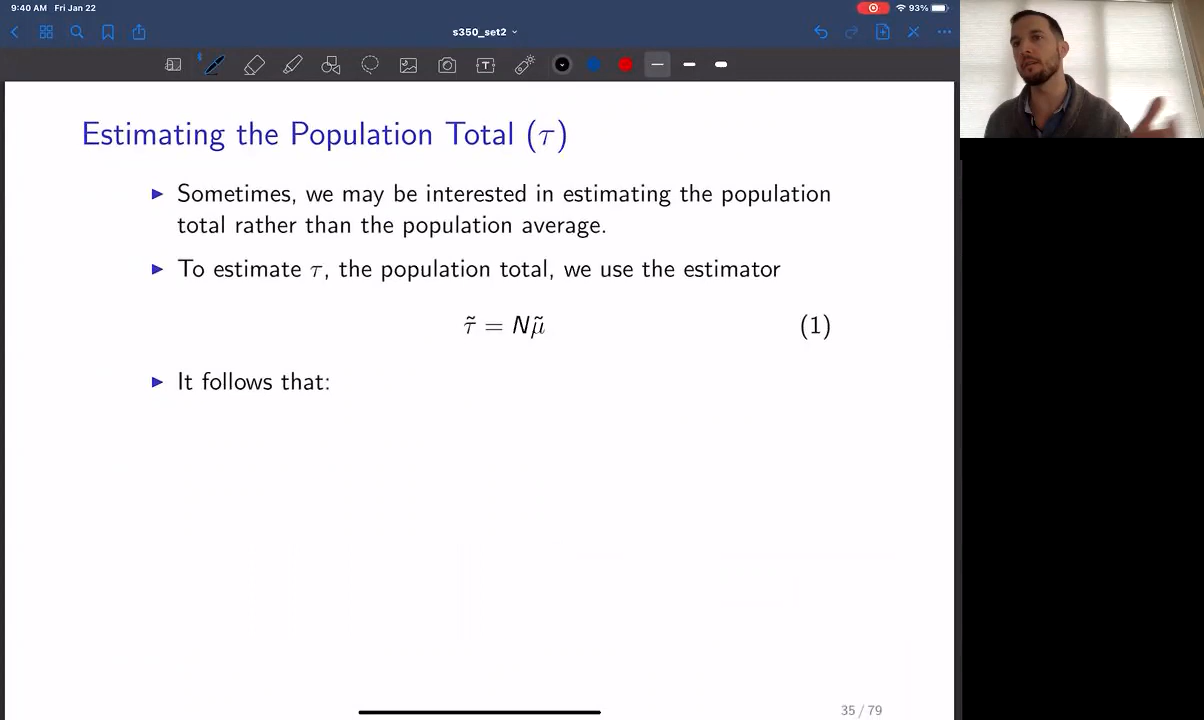 9:40 AM Fri Jan 22
93%
s350_set2
T
Estimating the Population Total (τ)
Sometimes, we may be interested in estimating the population
total rather than the population average.
To estimate τ, the population total, we use the estimator
τ̃ = Nμ̃ (1)
It follows that:
35 / 79